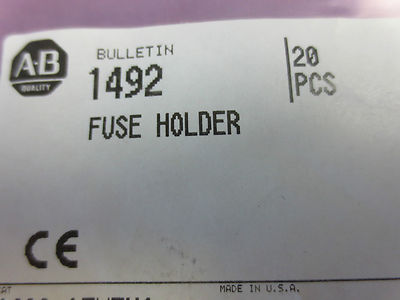 A-B
QUALITY
BULLETIN
1492
20
PCS
FUSE HOLDER
CE
MADE IN U.S.A.